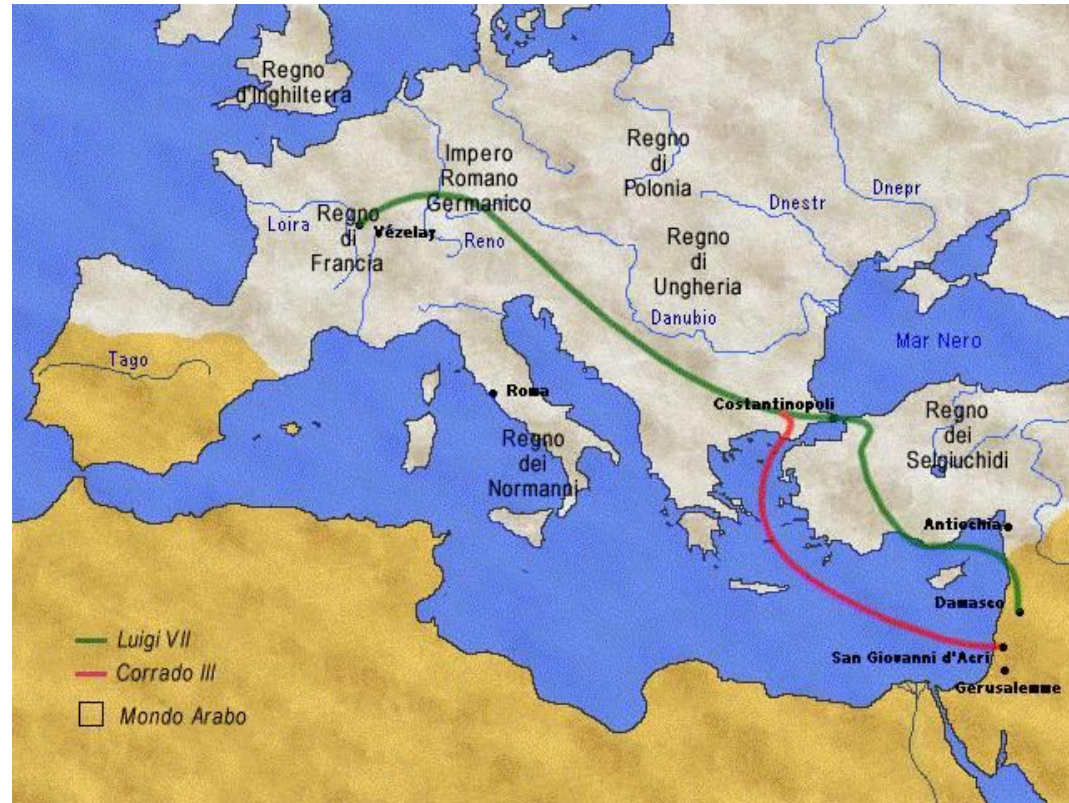 Regno
d'Inghilterra
Impero
Romano
Germanico
Regno
di
Polonia
Dnepr
Dnestr
Loira
Regno
di
Francia
Vézelay
Reno
Regno
di
Ungheria
Danubio
Mar Nero
Tago
Roma
Costantinopoli
Regno
dei
Selgiuchidi
Regno
dei
Normanni
Antiochia
Damasco
San Giovanni d'Acri
Gerusalemme
Luigi VII
Corrado III
Mondo Arabo